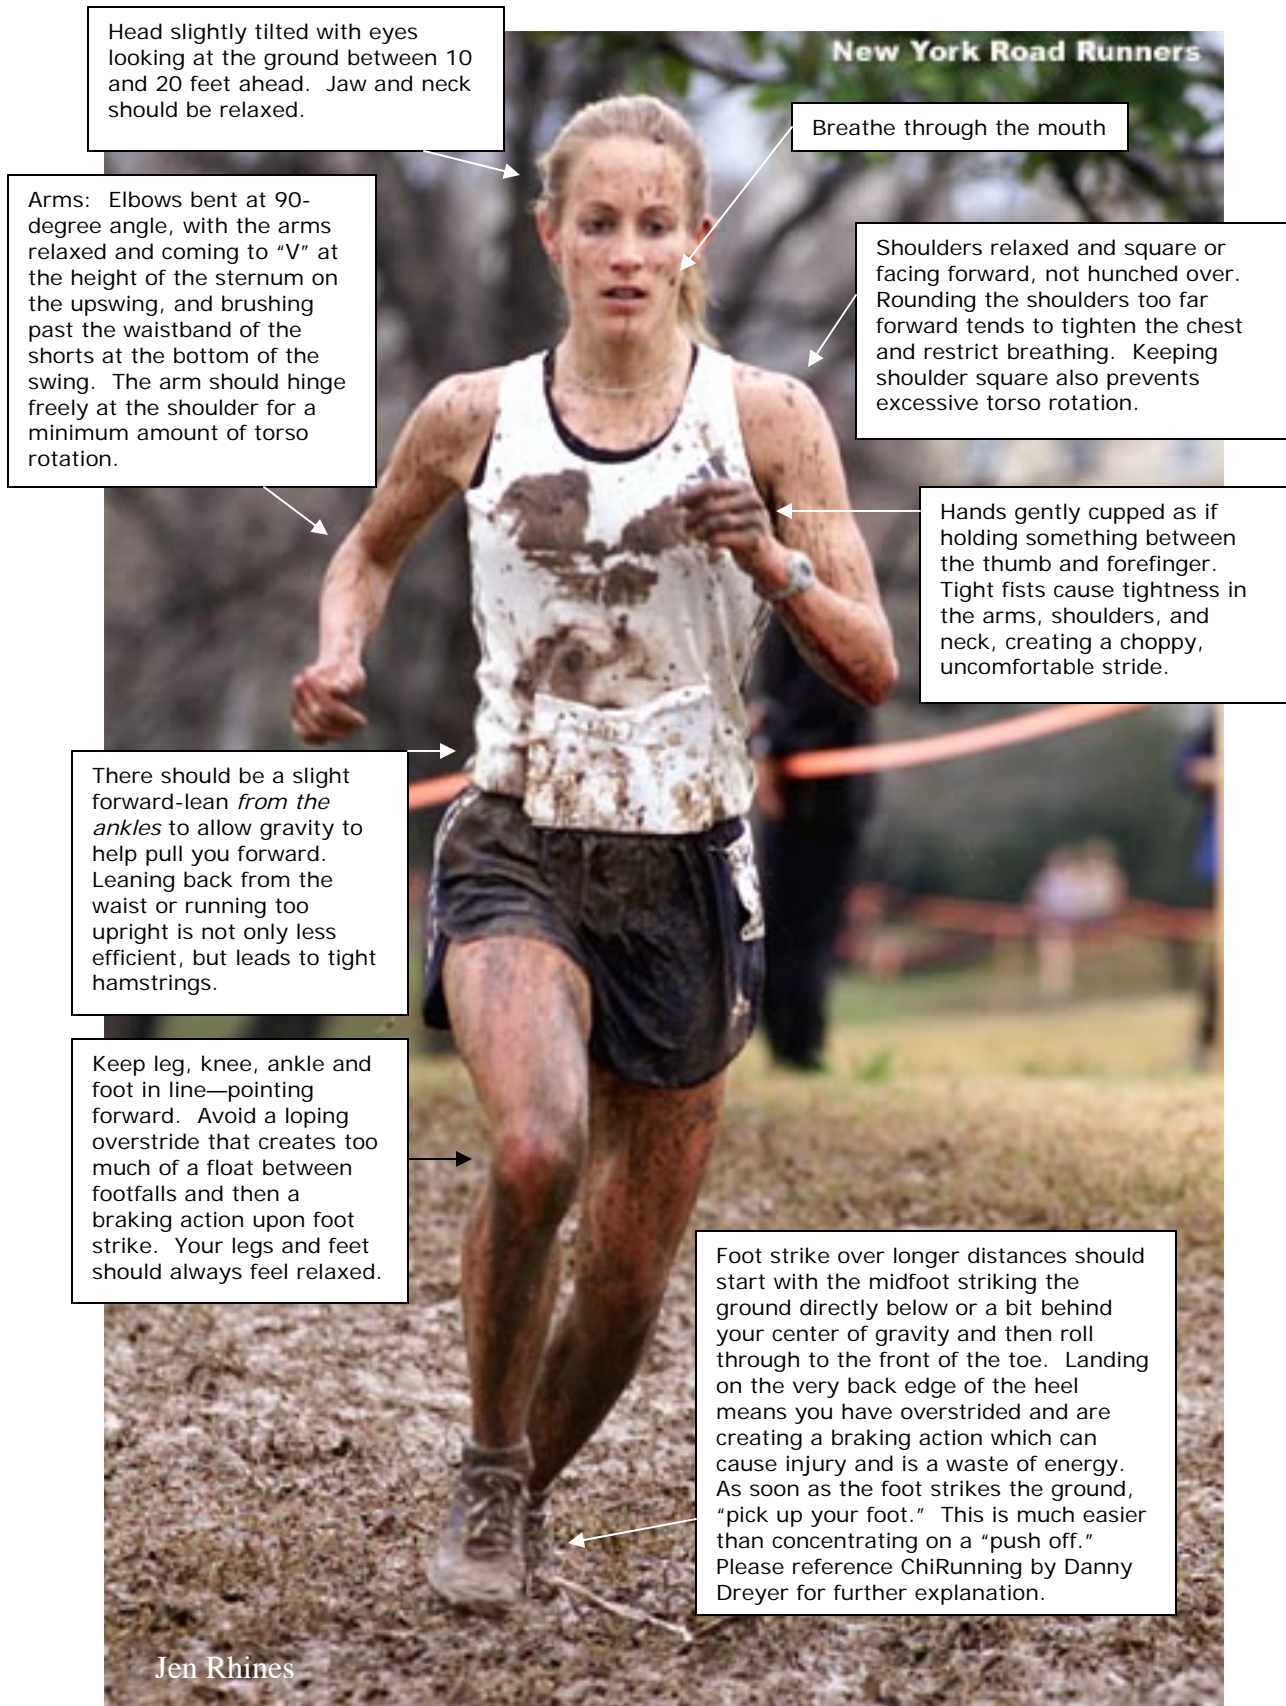 Head slightly tilted with eyes
looking at the ground between 10
and 20 feet ahead.  Jaw and neck
should be relaxed.
New York Road Runners
Breathe through the mouth
Arms:  Elbows bent at 90-
degree angle, with the arms
relaxed and coming to “V” at
the height of the sternum on
the upswing, and brushing
past the waistband of the
shorts at the bottom of the
swing.  The arm should hinge
freely at the shoulder for a
minimum amount of torso
rotation.
Shoulders relaxed and square or
facing forward, not hunched over.
Rounding the shoulders too far
forward tends to tighten the chest
and restrict breathing.  Keeping
shoulder square also prevents
excessive torso rotation.
Hands gently cupped as if
holding something between
the thumb and forefinger.
Tight fists cause tightness in
the arms, shoulders, and
neck, creating a choppy,
uncomfortable stride.
There should be a slight
forward-lean from the
ankles to allow gravity to
help pull you forward.
Leaning back from the
waist or running too
upright is not only less
efficient, but leads to tight
hamstrings.
Keep leg, knee, ankle and
foot in line—pointing
forward.  Avoid a loping
overstride that creates too
much of a float between
footfalls and then a
braking action upon foot
strike.  Your legs and feet
should always feel relaxed.
Foot strike over longer distances should
start with the midfoot striking the
ground directly below or a bit behind
your center of gravity and then roll
through to the front of the toe.  Landing
on the very back edge of the heel
means you have overstrided and are
creating a braking action which can
cause injury and is a waste of energy.
As soon as the foot strikes the ground,
“pick up your foot.”  This is much easier
than concentrating on a “push off.”
Please reference ChiRunning by Danny
Dreyer for further explanation.
Jen Rhines